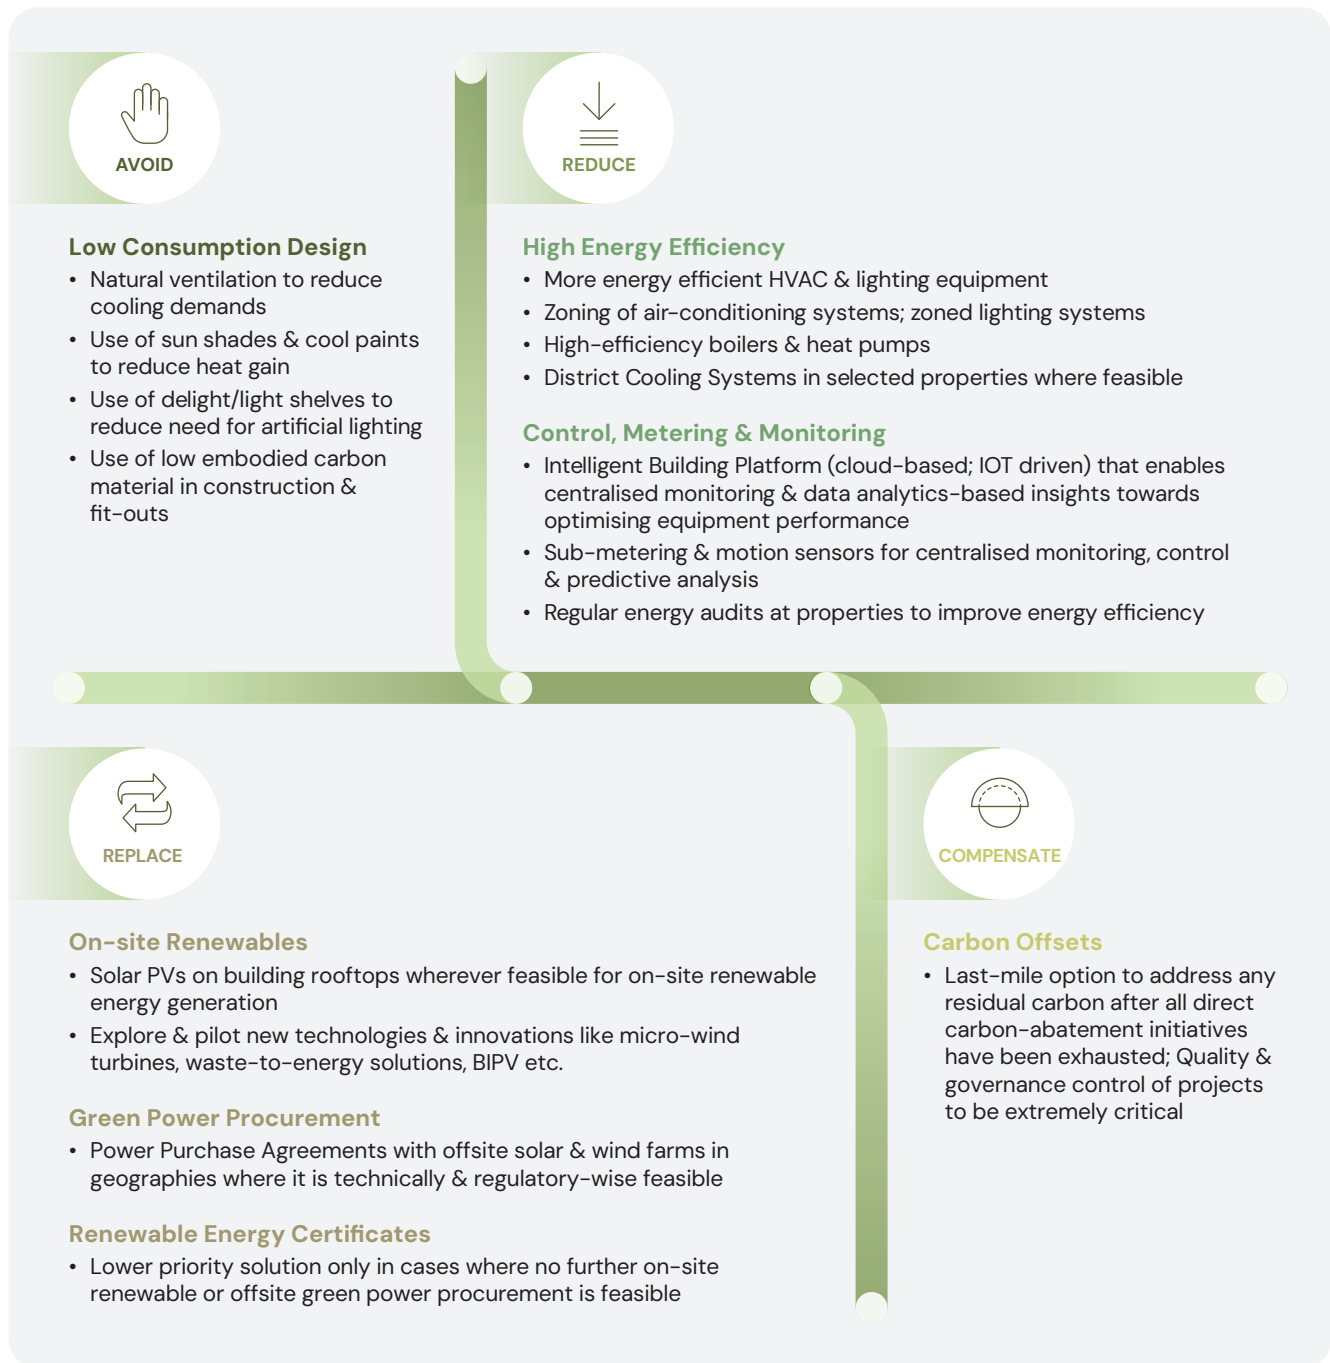 AVOID
Low Consumption Design
• Natural ventilation to reduce
cooling demands
• Use of sun shades & cool paints
to reduce heat gain
• Use of delight/light shelves to
reduce need for artificial lighting
• Use of low embodied carbon
material in construction &
fit-outs
REDUCE
High Energy Efficiency
• More energy efficient HVAC & lighting equipment
• Zoning of air-conditioning systems; zoned lighting systems
• High-efficiency boilers & heat pumps
• District Cooling Systems in selected properties where feasible
Control, Metering & Monitoring
• Intelligent Building Platform (cloud-based; IOT driven) that enables
centralised monitoring & data analytics-based insights towards
optimising equipment performance
• Sub-metering & motion sensors for centralised monitoring, control
& predictive analysis
• Regular energy audits at properties to improve energy efficiency
REPLACE
On-site Renewables
• Solar PVs on building rooftops wherever feasible for on-site renewable
energy generation
• Explore & pilot new technologies & innovations like micro-wind
turbines, waste-to-energy solutions, BIPV etc.
Green Power Procurement
• Power Purchase Agreements with offsite solar & wind farms in
geographies where it is technically & regulatory-wise feasible
Renewable Energy Certificates
• Lower priority solution only in cases where no further on-site
renewable or offsite green power procurement is feasible
COMPENSATE
Carbon Offsets
• Last-mile option to address any
residual carbon after all direct
carbon-abatement initiatives
have been exhausted; Quality &
governance control of projects
to be extremely critical